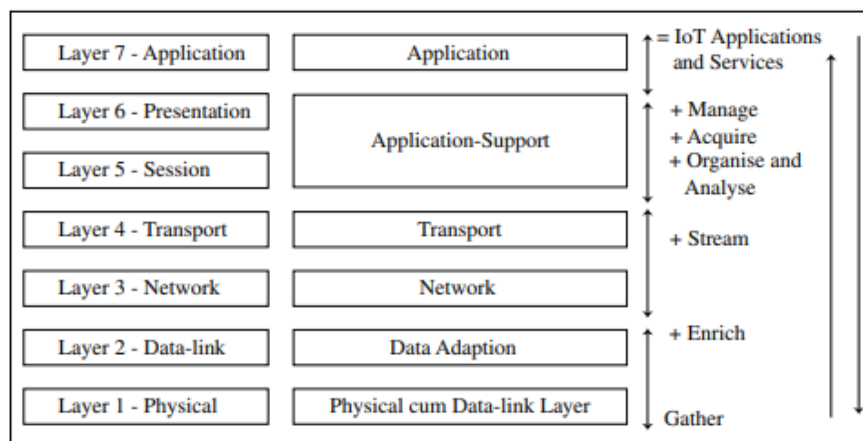 Layer 7 - Application
Application
= IoT Applications
and Services
Layer 6 - Presentation
Application-Support
+ Manage
+ Acquire
+ Organise and
Analyse
Layer 5 - Session
Layer 4 - Transport
Transport
+ Stream
Layer 3 - Network
Network
Layer 2 - Data-link
Data Adaption
+ Enrich
Layer 1 - Physical
Physical cum Data-link Layer
Gather